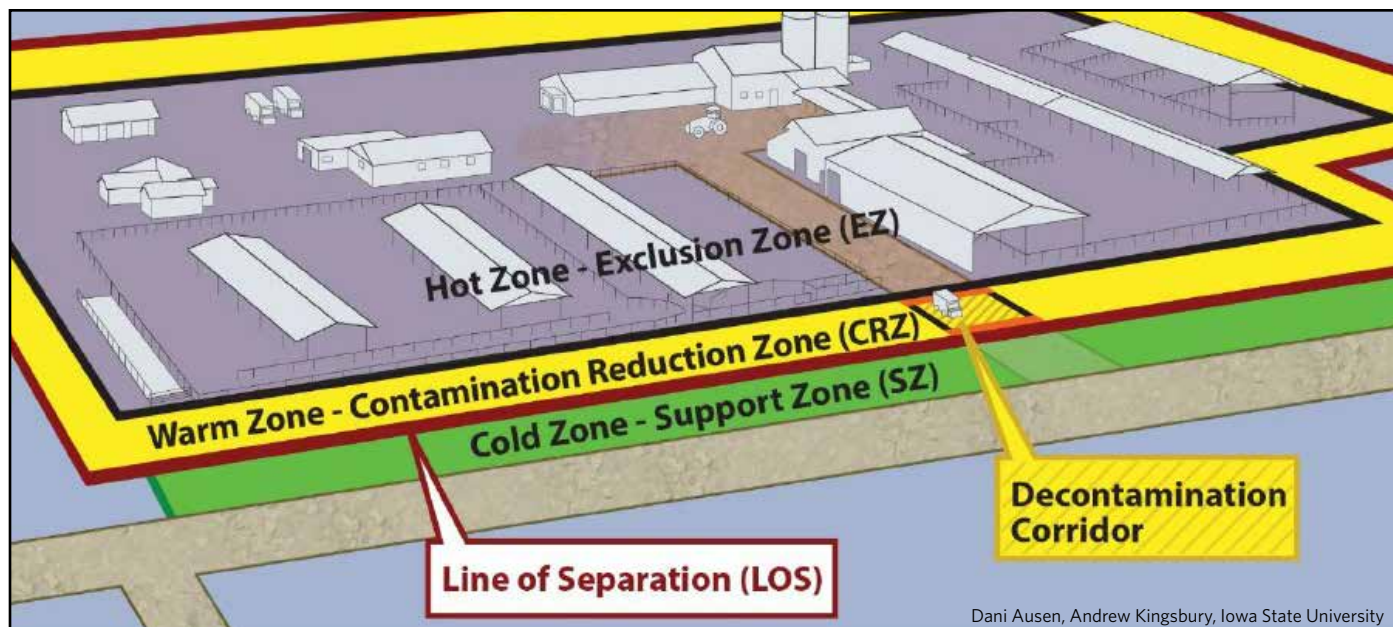 Hot Zone - Exclusion Zone (EZ)
Warm Zone - Contamination Reduction Zone (CRZ)
Cold Zone - Support Zone (SZ)
Decontamination
Corridor
Line of Separation (LOS)
Dani Ausen, Andrew Kingsbury, Iowa State University